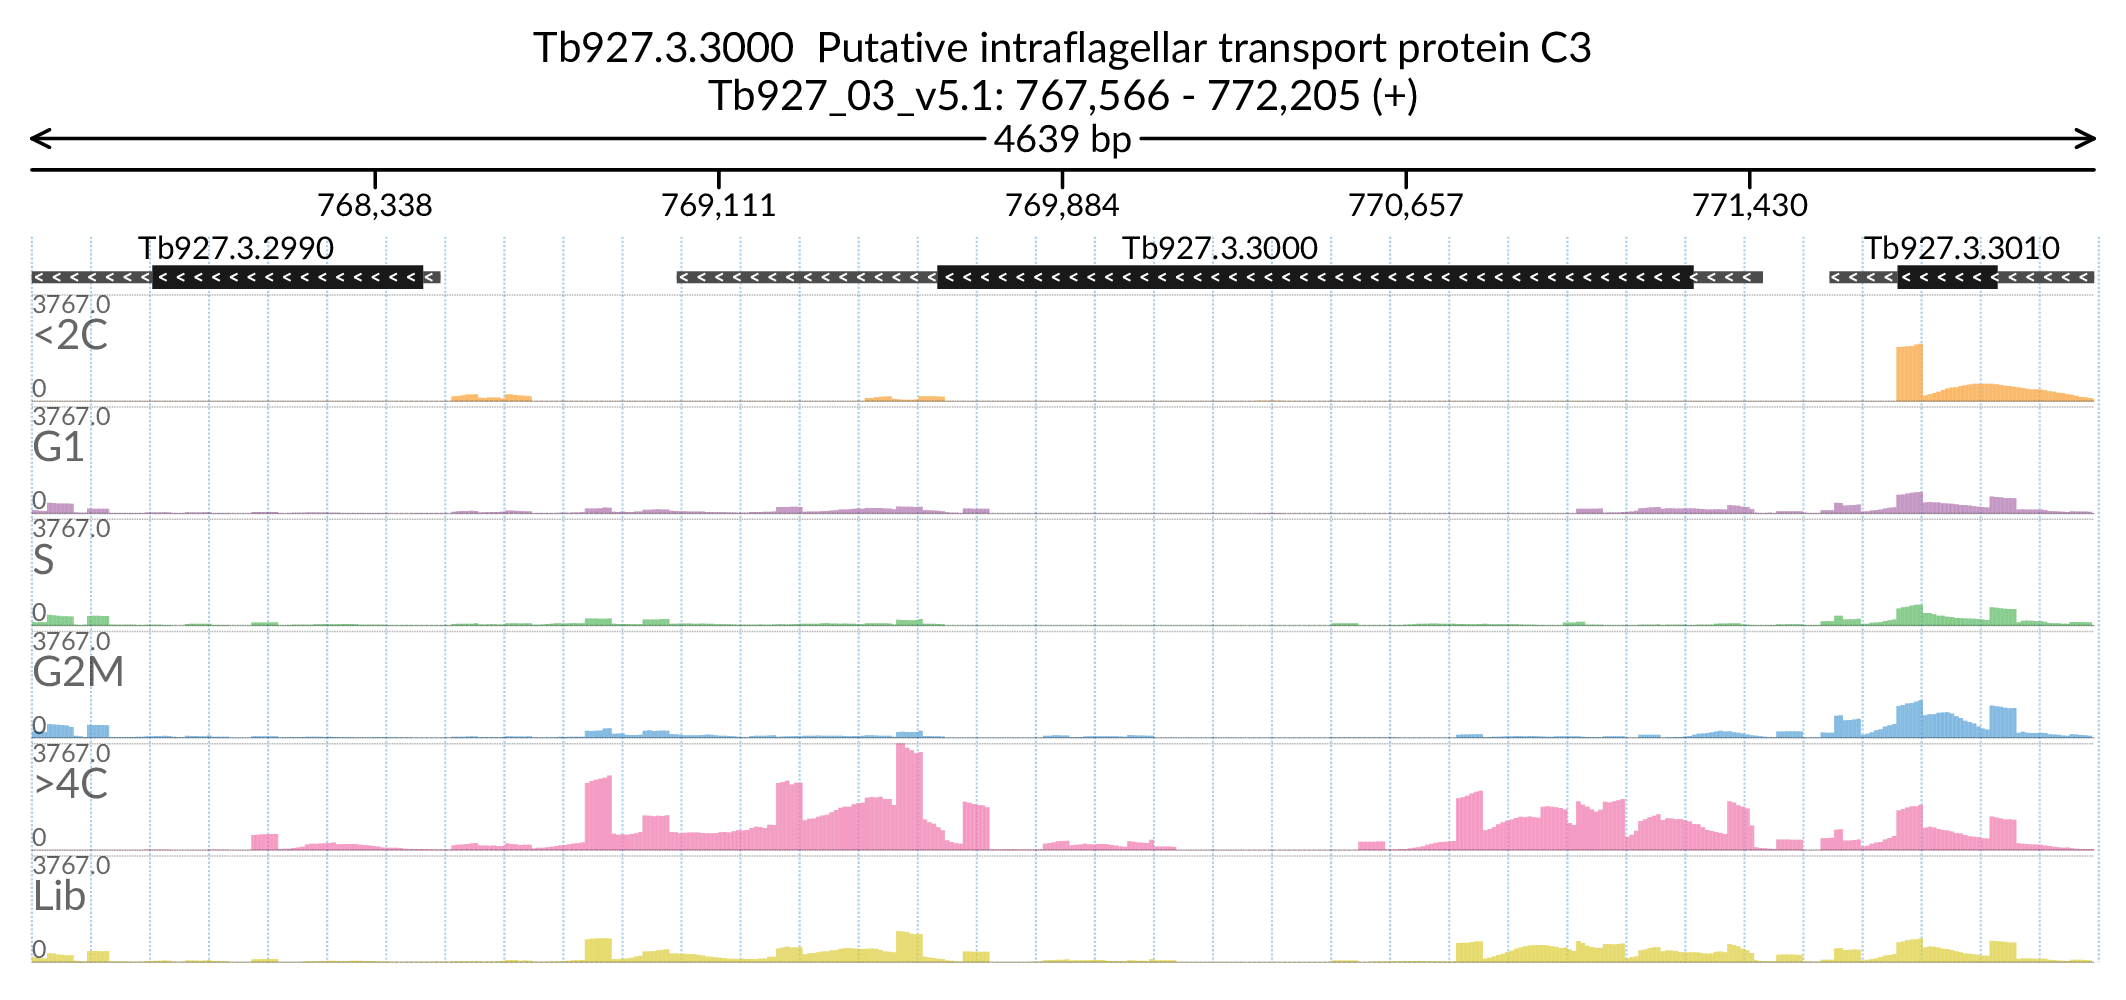 Tb927.3.3000  Putative intraflagellar transport protein C3
Tb927_03_v5.1: 767,566 - 772,205 (+)
4639 bp
768,338 769,111 769,884 770,657 771,430
Tb927.3.2990 Tb927.3.3000 Tb927.3.3010
3767.0
<2C
0
3767.0
G1
0
3767.0
S
0
3767.0
G2M
0
3767.0
>4C
0
3767.0
Lib
0